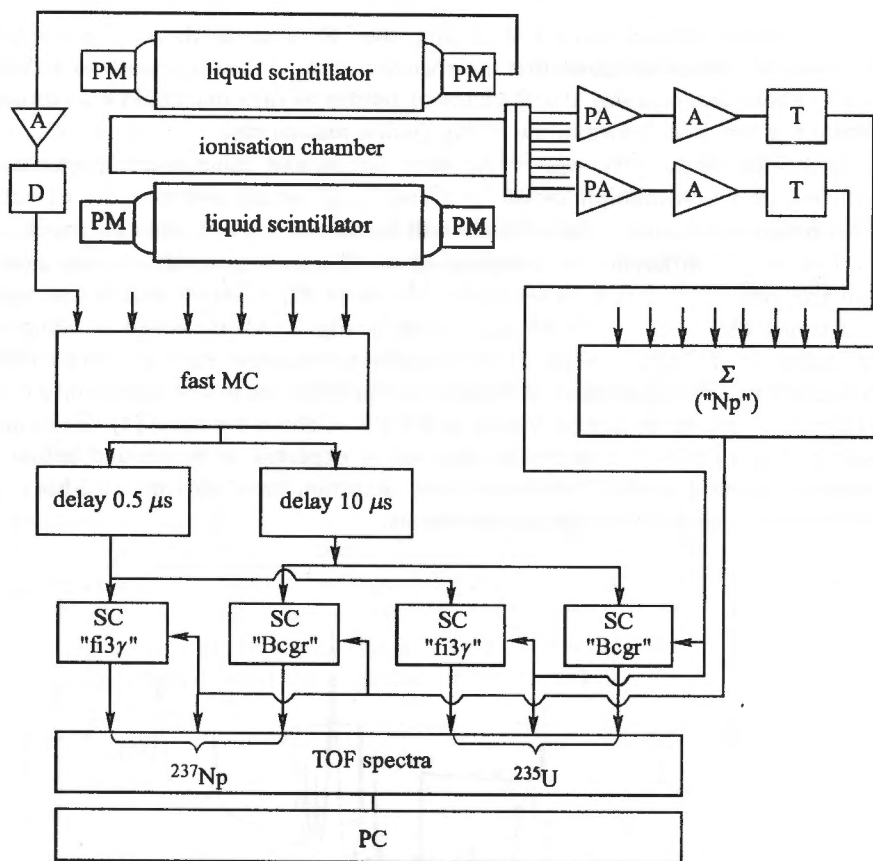 PM
liquid scintillator
PM
A
ionisation chamber
PA
A
T
D
PM
liquid scintillator
PM
PA
A
T
fast MC
Σ
("Np")
delay 0.5 μs
delay 10 μs
SC
"fi3γ"
SC
"Bcgr"
SC
"fi3γ"
SC
"Bcgr"
TOF spectra
²³⁷Np
²³⁵U
PC